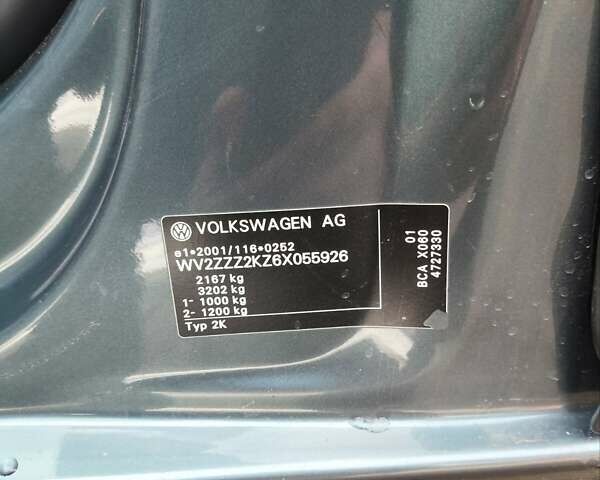 VOLKSWAGEN AG
e1*2001/116*0252
WV2ZZZ2KZ6X055926
2167 kg
3202 kg
1- 1000 kg
2- 1200 kg
Typ 2K
01
BCA X060
4727330